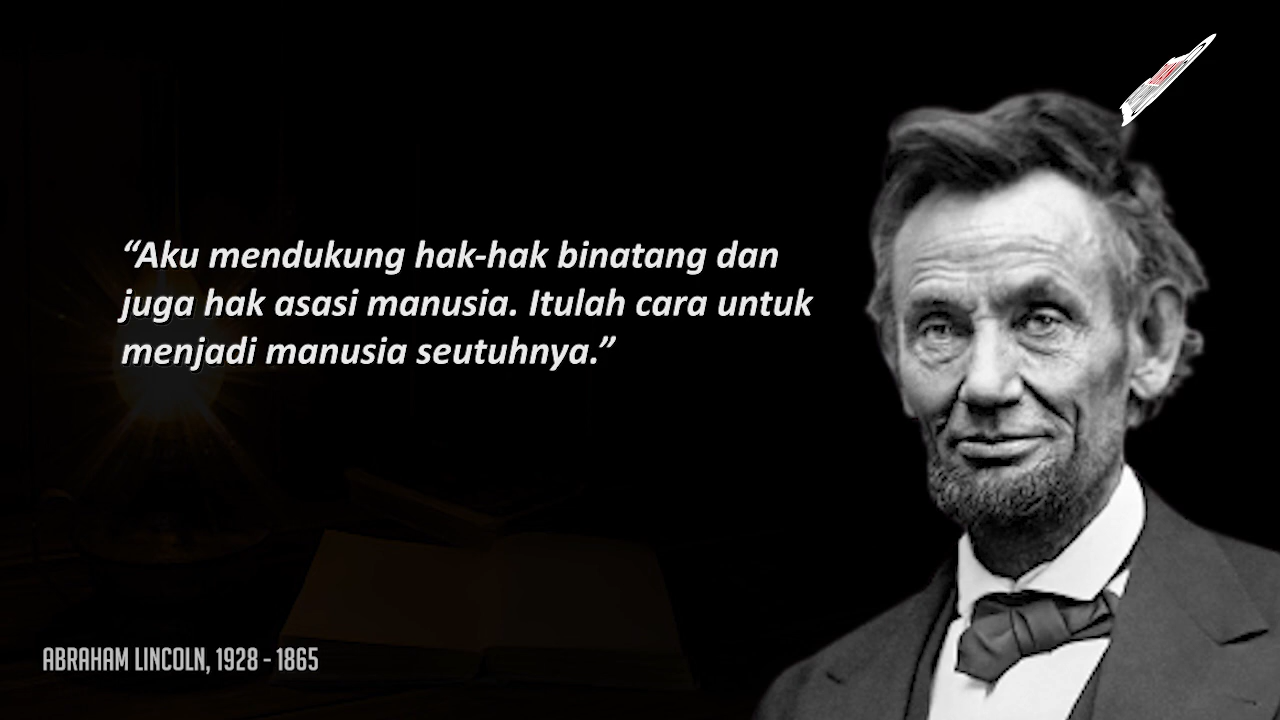 “Aku mendukung hak-hak binatang dan
juga hak asasi manusia. Itulah cara untuk
menjadi manusia seutuhnya.”
ABRAHAM LINCOLN, 1928 - 1865